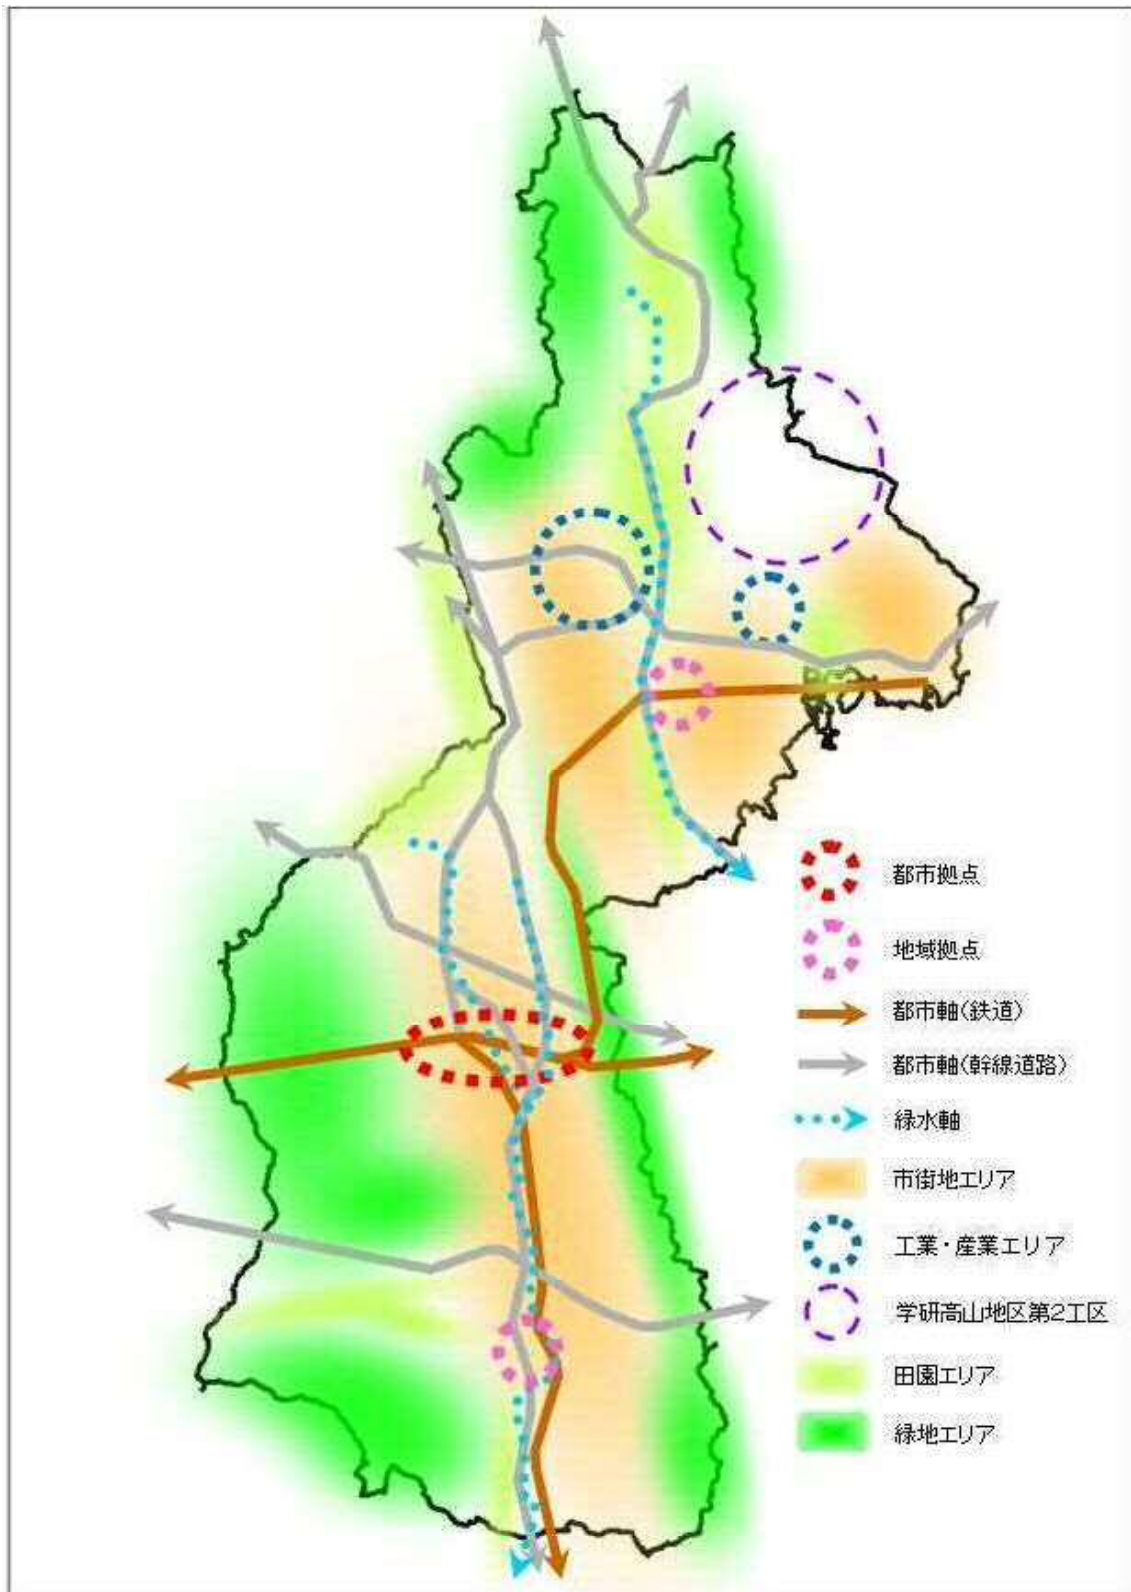 都市拠点
地域拠点
都市軸(鉄道)
都市軸(幹線道路)
緑水軸
市街地エリア
工業・産業エリア
学研高山地区第2工区
田園エリア
緑地エリア